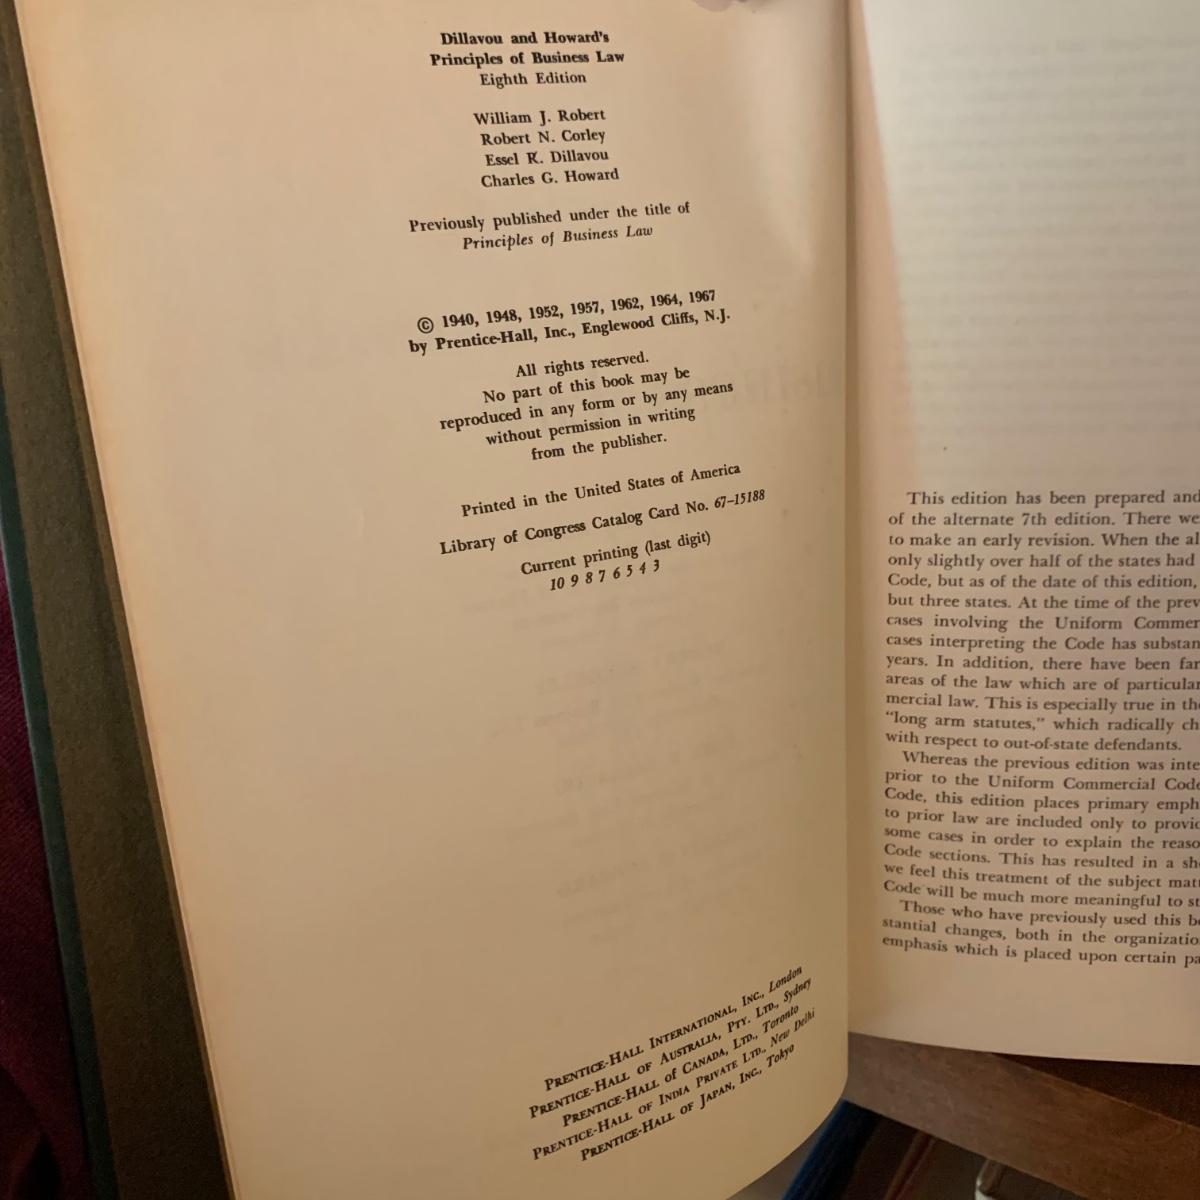 Dillavou and Howard's
Principles of Business Law
Eighth Edition
William J. Robert
Robert N. Corley
Essel R. Dillavou
Charles G. Howard
Previously published under the title of
Principles of Business Law
© 1940, 1948, 1952, 1957, 1962, 1964, 1967
by Prentice-Hall, Inc., Englewood Cliffs, N.J.
All rights reserved.
No part of this book may be
reproduced in any form or by any means
without permission in writing
from the publisher.
Printed in the United States of America
Library of Congress Catalog Card No. 67-15188
Current printing (last digit)
10 9 8 7 6 5 4 3
PRENTICE-HALL INTERNATIONAL, INC., London
PRENTICE-HALL OF AUSTRALIA, PTY. LTD., Sydney
PRENTICE-HALL of CANADA, LTD., Toronto
PRENTICE-HALL OF INDIA PRIVATE LTD., New Delhi
PRENTICE-HALL OF JAPAN, INC., Tokyo
This edition has been prepared and
of the alternate 7th edition. There we
to make an early revision. When the al
only slightly over half of the states had
Code, but as of the date of this edition,
but three states. At the time of the prev
cases involving the Uniform Commer
cases interpreting the Code has substan
years. In addition, there have been far
areas of the law which are of particular
mercial law. This is especially true in th
"long arm statutes," which radically ch
with respect to out-of-state defendants.
Whereas the previous edition was inte
prior to the Uniform Commercial Code
Code, this edition places primary emph
to prior law are included only to provid
some cases in order to explain the reaso
Code sections. This has resulted in a sh
we feel this treatment of the subject matt
Code will be much more meaningful to st
Those who have previously used this b
stantial changes, both in the organizatio
emphasis which is placed upon certain pa